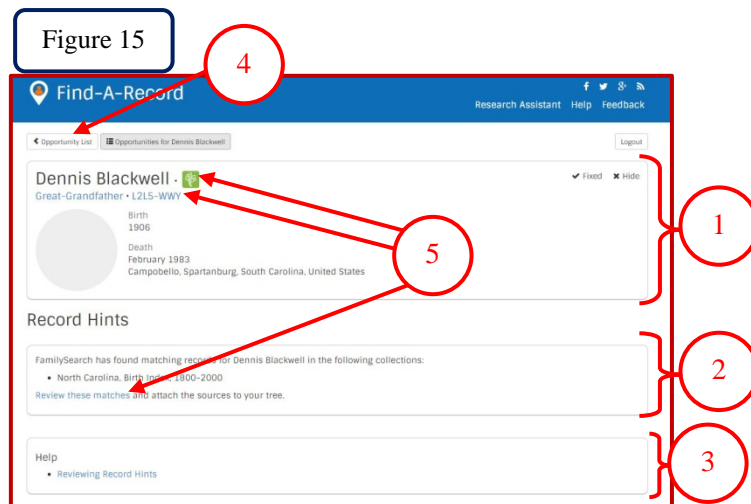 Figure 15
4
Find-A-Record
Research Assistant Help Feedback
Opportunity List Opportunities for Dennis Blackwell Logout
Dennis Blackwell · Fixed Hide
Great-Grandfather • L2L5-WWY
Birth
1906
Death
February 1983
Campobello, Spartanburg, South Carolina, United States
1
5
Record Hints
FamilySearch has found matching records for Dennis Blackwell in the following collections:
• North Carolina, Birth Index, 1800-2000
Review these matches and attach the sources to your tree.
2
Help
• Reviewing Record Hints
3